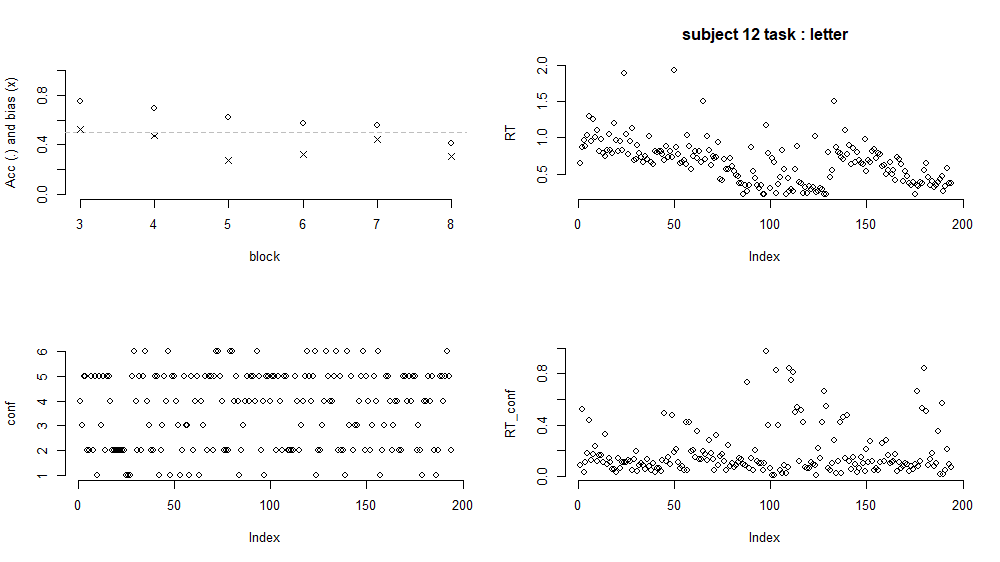 subject 12 task : letter
Acc (.) and bias (x)
0.0
0.4
0.8
3 4 5 6 7 8
block
RT
0.5
1.0
1.5
2.0
0 50 100 150 200
Index
conf
1
2
3
4
5
6
0 50 100 150 200
Index
RT_conf
0.0
0.4
0.8
0 50 100 150 200
Index